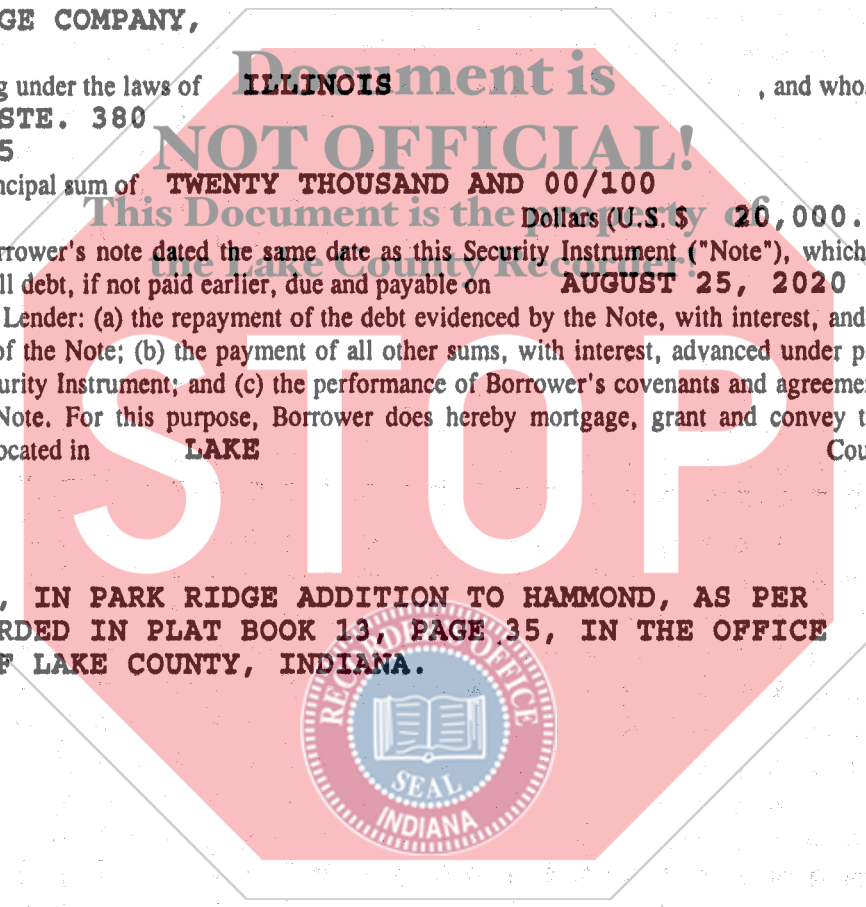 GE COMPANY,
g under the laws of ILLINOIS , and who
STE. 380
5
ncipal sum of TWENTY THOUSAND AND 00/100
Dollars (U.S. $ 20,000.
rrower's note dated the same date as this Security Instrument ("Note"), which
ll debt, if not paid earlier, due and payable on AUGUST 25, 2020
Lender: (a) the repayment of the debt evidenced by the Note, with interest, and
of the Note; (b) the payment of all other sums, with interest, advanced under p
urity Instrument; and (c) the performance of Borrower's covenants and agreeme
Note. For this purpose, Borrower does hereby mortgage, grant and convey t
ocated in LAKE Cou
, IN PARK RIDGE ADDITION TO HAMMOND, AS PER
RDED IN PLAT BOOK 13, PAGE 35, IN THE OFFICE
F LAKE COUNTY, INDIANA.
Document is
NOT OFFICIAL!
This Document is the property of
the Lake County Recorder!
STOP
RECORDER'S OFFICE
SEAL
INDIANA